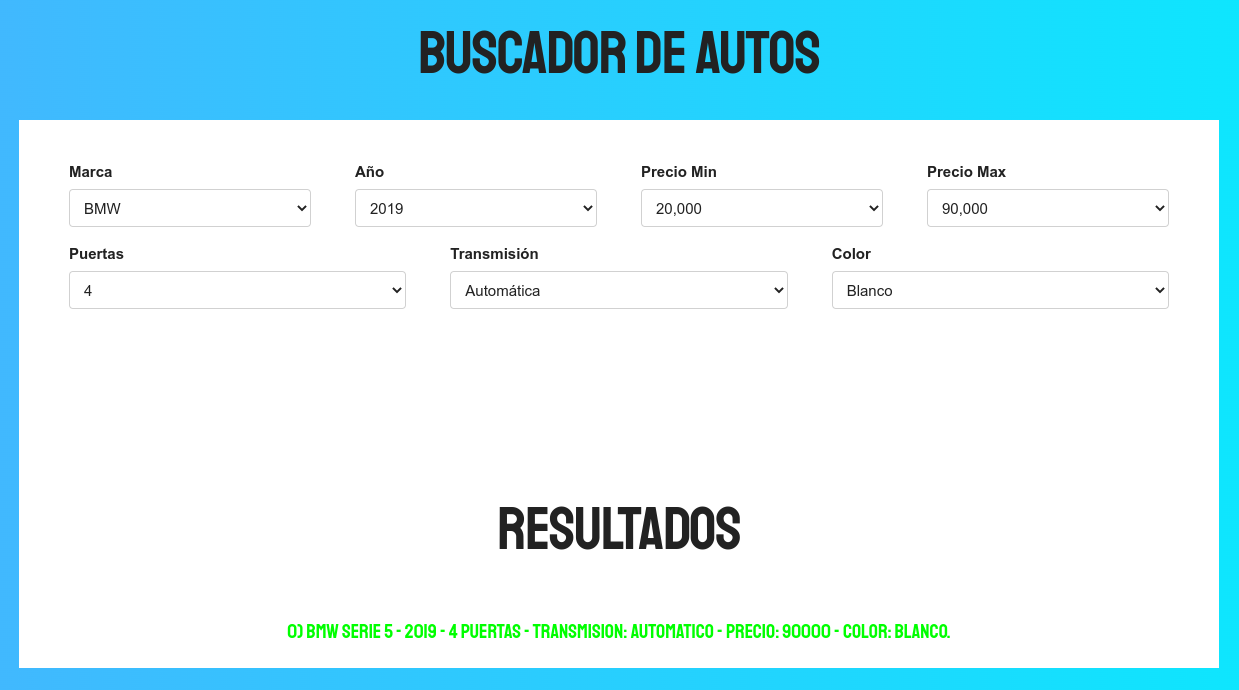 BUSCADOR DE AUTOS
Marca Año Precio Min Precio Max
BMW 2019 20,000 90,000
Puertas Transmisión Color
4 Automática Blanco
RESULTADOS
0) BMW SERIE 5 - 2019 - 4 PUERTAS - TRANSMISION: AUTOMATICO - PRECIO: 90000 - COLOR: BLANCO.